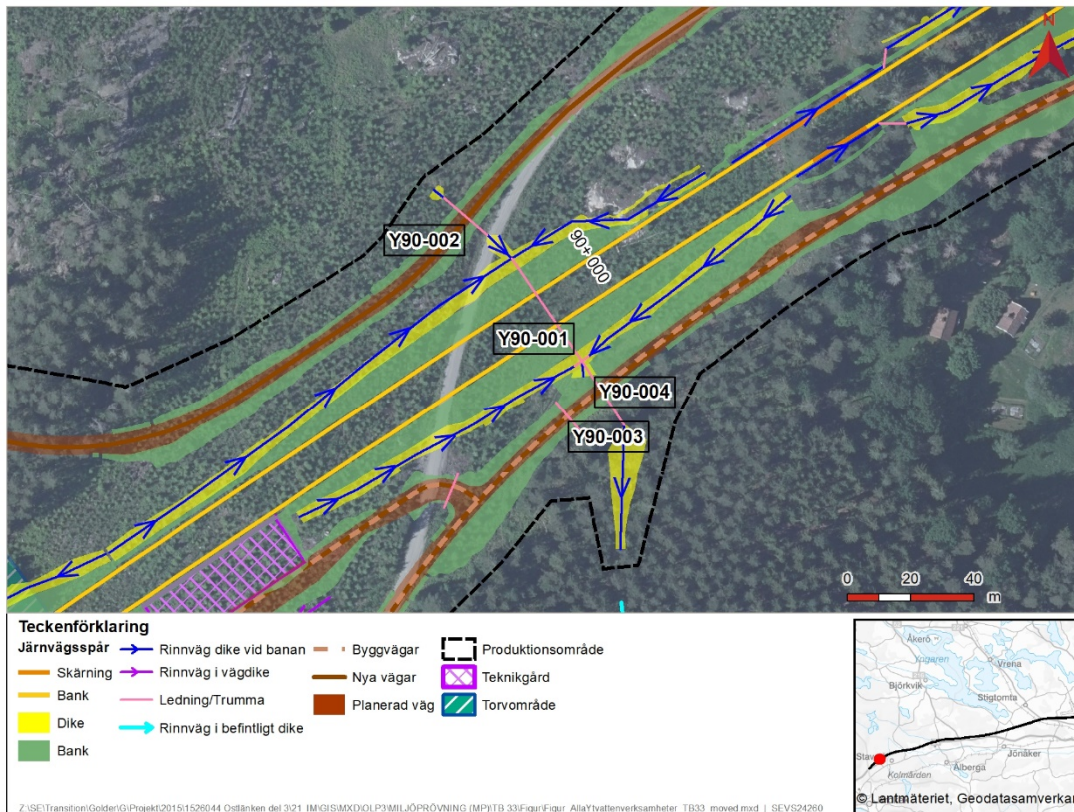 N
Y90-002
90+000
Y90-001
Y90-004
Y90-003
0 20 40
m
Teckenförklaring
Järnvägsspår
Skärning
Bank
Dike
Bank
Rinnväg dike vid banan
Rinnväg i vägdike
Ledning/Trumma
Rinnväg i befintligt dike
Byggvägar
Nya vägar
Planerad väg
Produktionsområde
Teknikgård
Torvområde
Åkerö
Yngaren
Vrena
Björkvik
Stigtomta
Stav
Jönåker
Ålberga
Kolmården
© Lantmäteriet, Geodatasamverkan